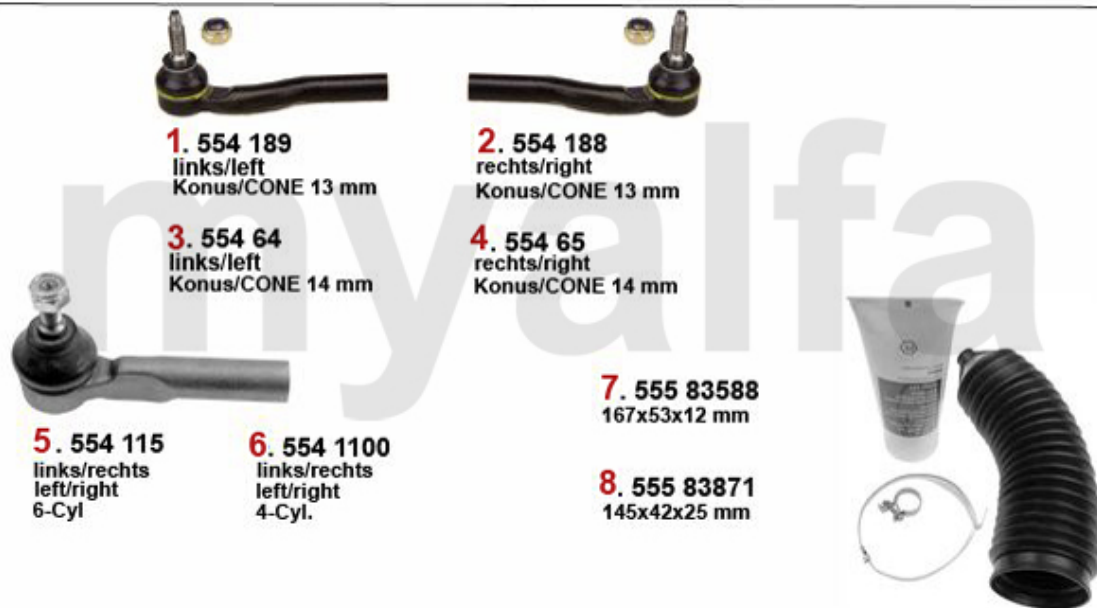 myalfa
1. 554 189
links/left
Konus/CONE 13 mm
2. 554 188
rechts/right
Konus/CONE 13 mm
3. 554 64
links/left
Konus/CONE 14 mm
4. 554 65
rechts/right
Konus/CONE 14 mm
5. 554 115
links/rechts
left/right
6-Cyl
6. 554 1100
links/rechts
left/right
4-Cyl.
7. 555 83588
167x53x12 mm
8. 555 83871
145x42x25 mm